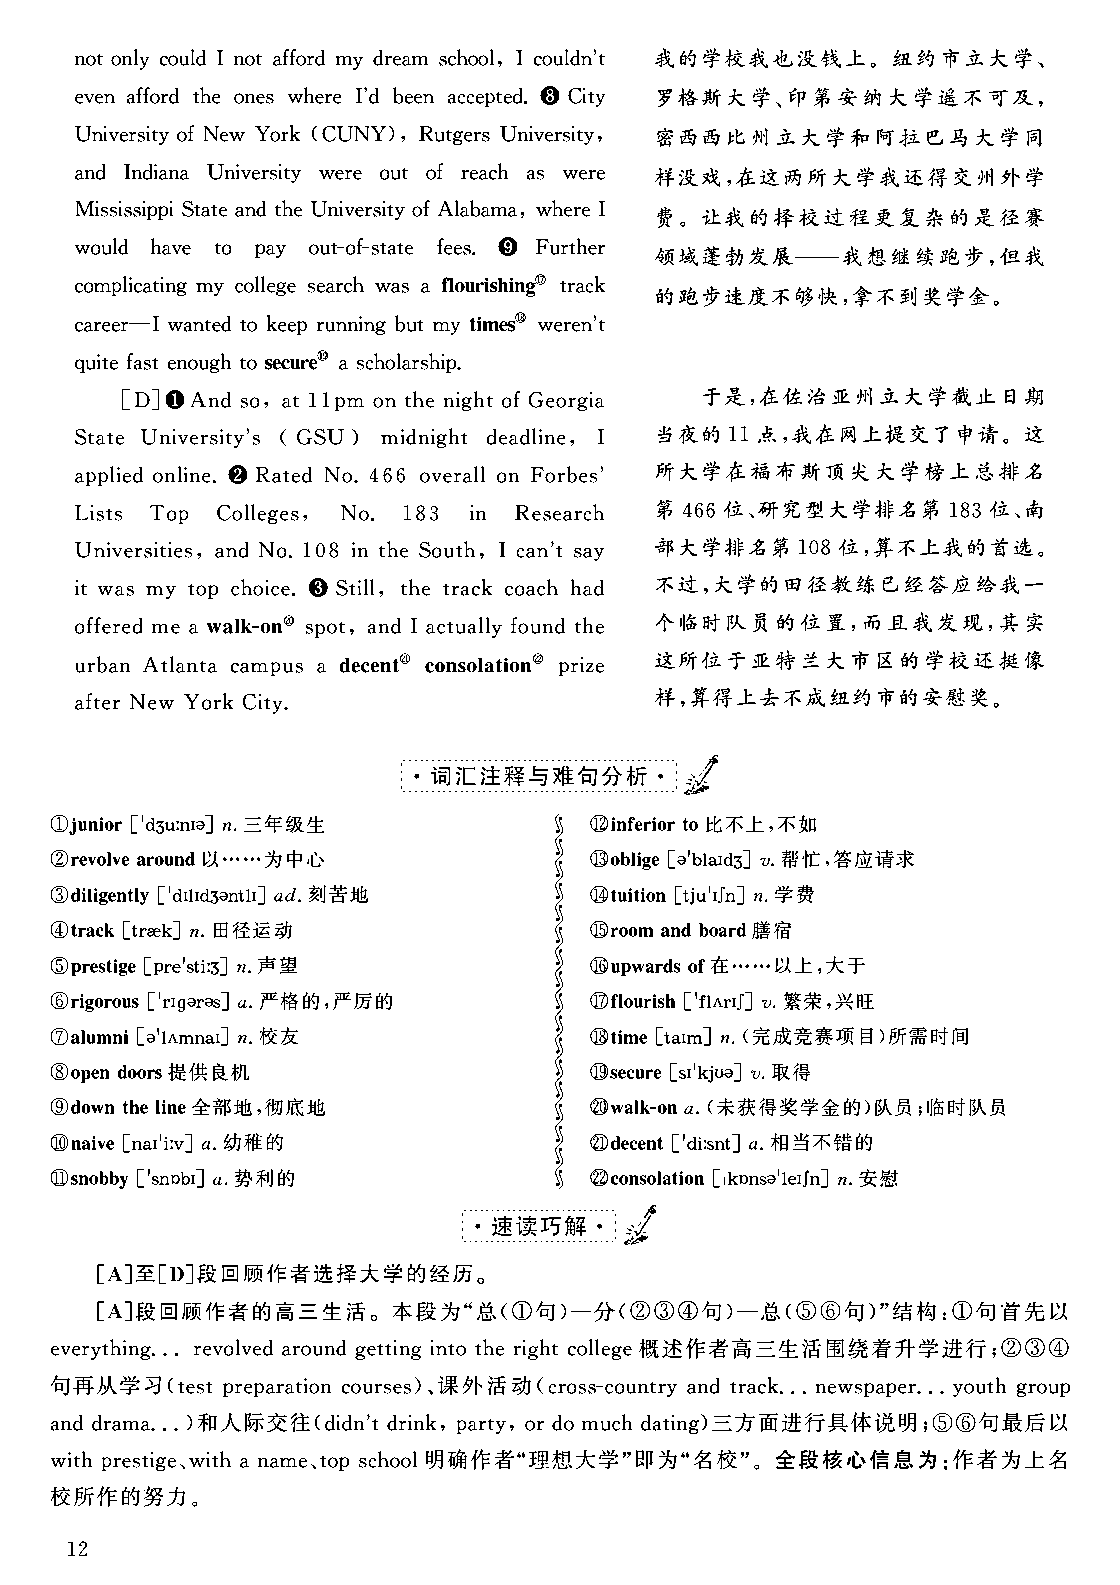 not only could I not afford my dream school, I couldn't
even afford the ones where I'd been accepted. ❽ City
University of New York (CUNY), Rutgers University,
and Indiana University were out of reach as were
Mississippi State and the University of Alabama, where I
would have to pay out-of-state fees. ❾ Further
complicating my college search was a flourishing⑰ track
career—I wanted to keep running but my times⑱ weren't
quite fast enough to secure⑲ a scholarship.
[D]❶And so, at 11pm on the night of Georgia
State University's (GSU) midnight deadline, I
applied online. ❷ Rated No. 466 overall on Forbes'
Lists Top Colleges, No. 183 in Research
Universities, and No. 108 in the South, I can't say
it was my top choice. ❸ Still, the track coach had
offered me a walk-on⑳ spot, and I actually found the
urban Atlanta campus a decent㉑ consolation㉒ prize
after New York City.
我的学校我也没钱上。纽约市立大学、
罗格斯大学、印第安纳大学遥不可及，
密西西比州立大学和阿拉巴马大学同
样没戏,在这两所大学我还得交州外学
费。让我的择校过程更复杂的是径赛
领域蓬勃发展——我想继续跑步,但我
的跑步速度不够快,拿不到奖学金。
于是,在佐治亚州立大学截止日期
当夜的 11 点,我在网上提交了申请。这
所大学在福布斯顶尖大学榜上总排名
第 466 位、研究型大学排名第 183 位、南
部大学排名第 108 位,算不上我的首选。
不过,大学的田径教练已经答应给我一
个临时队员的位置,而且我发现,其实
这所位于亚特兰大市区的学校还挺像
样,算得上去不成纽约市的安慰奖。
·词汇注释与难句分析·
①junior ['dʒuːnɪə] n. 三年级生
②revolve around 以……为中心
③diligently ['dɪlɪdʒəntlɪ] ad. 刻苦地
④track [træk] n. 田径运动
⑤prestige [pre'stiːʒ] n. 声望
⑥rigorous ['rɪgərəs] a. 严格的,严厉的
⑦alumni [ə'lʌmnaɪ] n. 校友
⑧open doors 提供良机
⑨down the line 全部地,彻底地
⑩naive [naɪ'iːv] a. 幼稚的
⑪snobby ['snɒbɪ] a. 势利的
⑫inferior to 比不上,不如
⑬oblige [ə'blaɪdʒ] v. 帮忙,答应请求
⑭tuition [tju'ɪʃn] n. 学费
⑮room and board 膳宿
⑯upwards of 在……以上,大于
⑰flourish ['flʌrɪʃ] v. 繁荣,兴旺
⑱time [taɪm] n. (完成竞赛项目)所需时间
⑲secure [sɪ'kjʊə] v. 取得
⑳walk-on a. (未获得奖学金的)队员;临时队员
㉑decent ['diːsnt] a. 相当不错的
㉒consolation [ˌkɒnsə'leɪʃn] n. 安慰
·速读巧解·
[A]至[D]段回顾作者选择大学的经历。
[A]段回顾作者的高三生活。本段为“总(①句)—分(②③④句)—总(⑤⑥句)”结构:①句首先以
everything... revolved around getting into the right college 概述作者高三生活围绕着升学进行;②③④
句再从学习(test preparation courses)、课外活动(cross-country and track... newspaper... youth group
and drama...)和人际交往(didn't drink, party, or do much dating)三方面进行具体说明;⑤⑥句最后以
with prestige、with a name、top school 明确作者“理想大学”即为“名校”。全段核心信息为:作者为上名
校所作的努力。
12